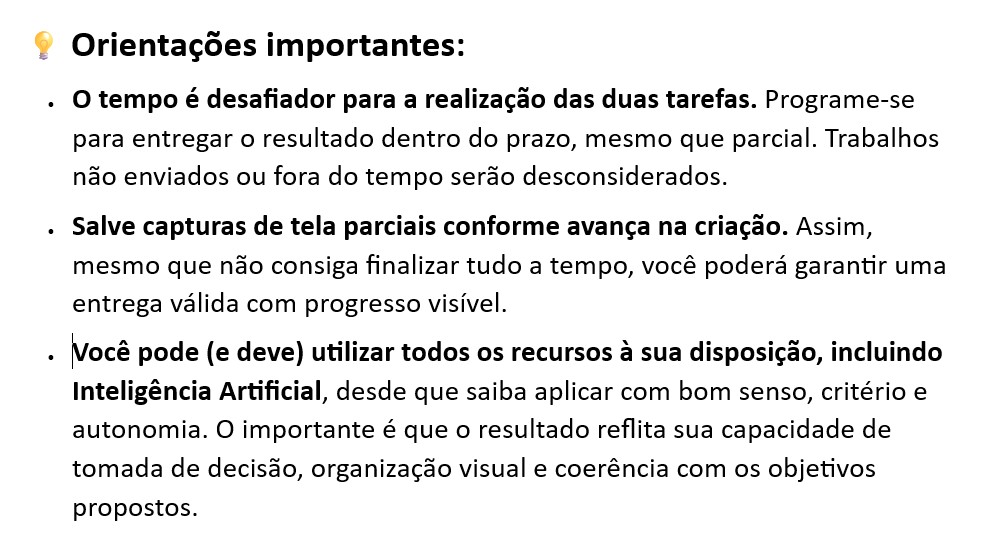 💡 Orientações importantes:
• O tempo é desafiador para a realização das duas tarefas. Programe-se
para entregar o resultado dentro do prazo, mesmo que parcial. Trabalhos
não enviados ou fora do tempo serão desconsiderados.
• Salve capturas de tela parciais conforme avança na criação. Assim,
mesmo que não consiga finalizar tudo a tempo, você poderá garantir uma
entrega válida com progresso visível.
• Você pode (e deve) utilizar todos os recursos à sua disposição, incluindo
Inteligência Artificial, desde que saiba aplicar com bom senso, critério e
autonomia. O importante é que o resultado reflita sua capacidade de
tomada de decisão, organização visual e coerência com os objetivos
propostos.